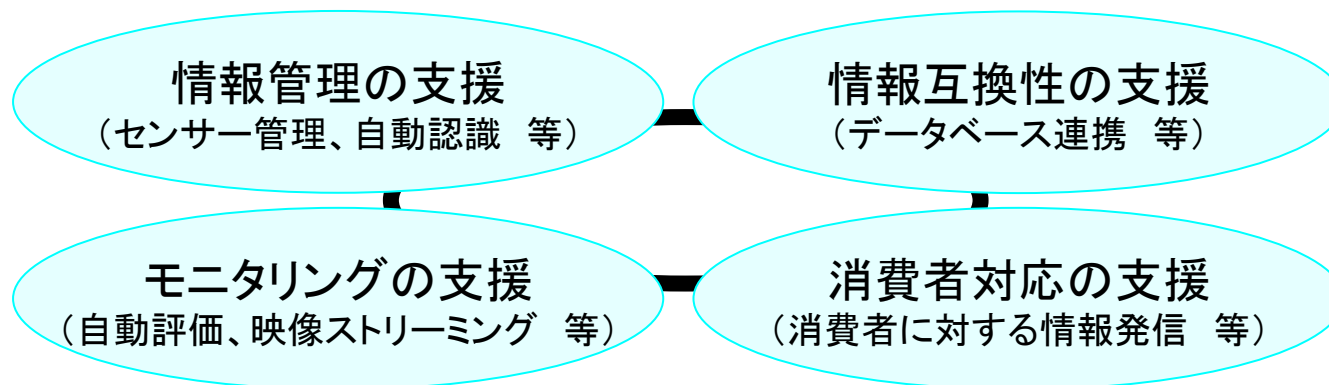 情報管理の支援
（センサー管理、自動認識　等）
情報互換性の支援
（データベース連携　等）
モニタリングの支援
（自動評価、映像ストリーミング　等）
消費者対応の支援
（消費者に対する情報発信　等）